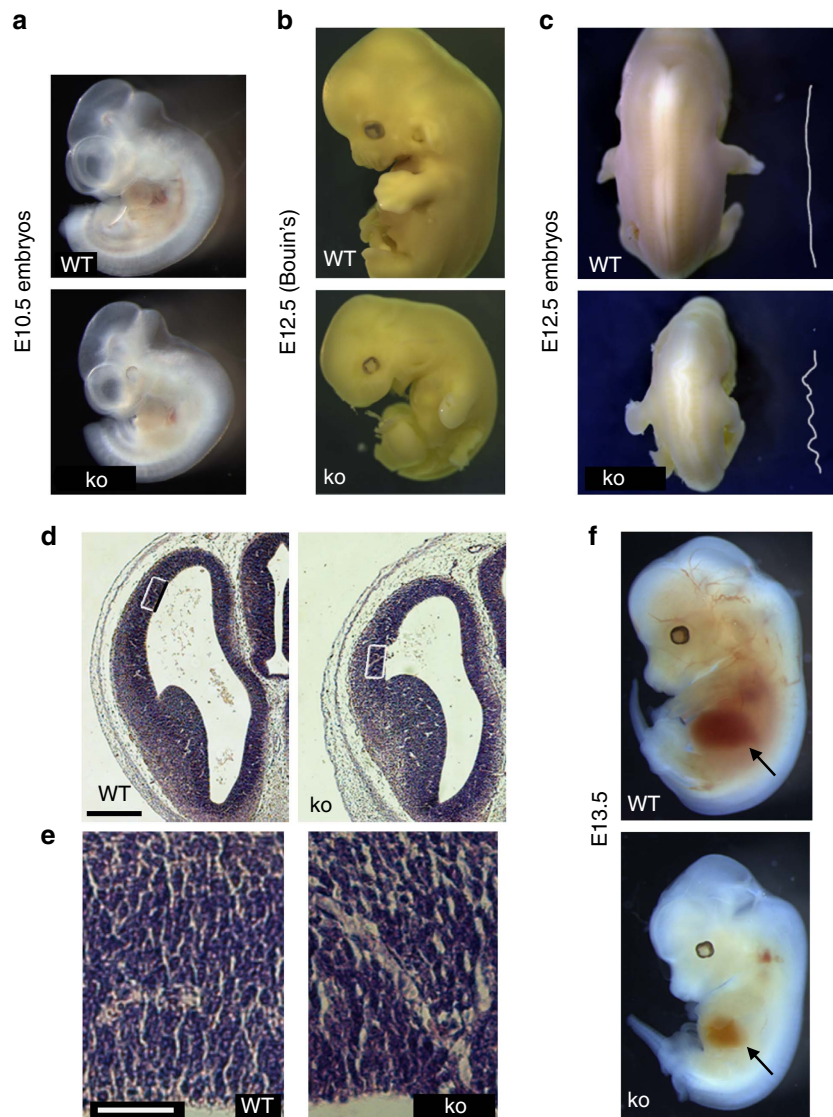 a
E10.5 embryos
WT
ko
b
E12.5 (Bouin's)
WT
ko
c
E12.5 embryos
WT
ko
d
WT
ko
e
WT
ko
f
E13.5
WT
ko